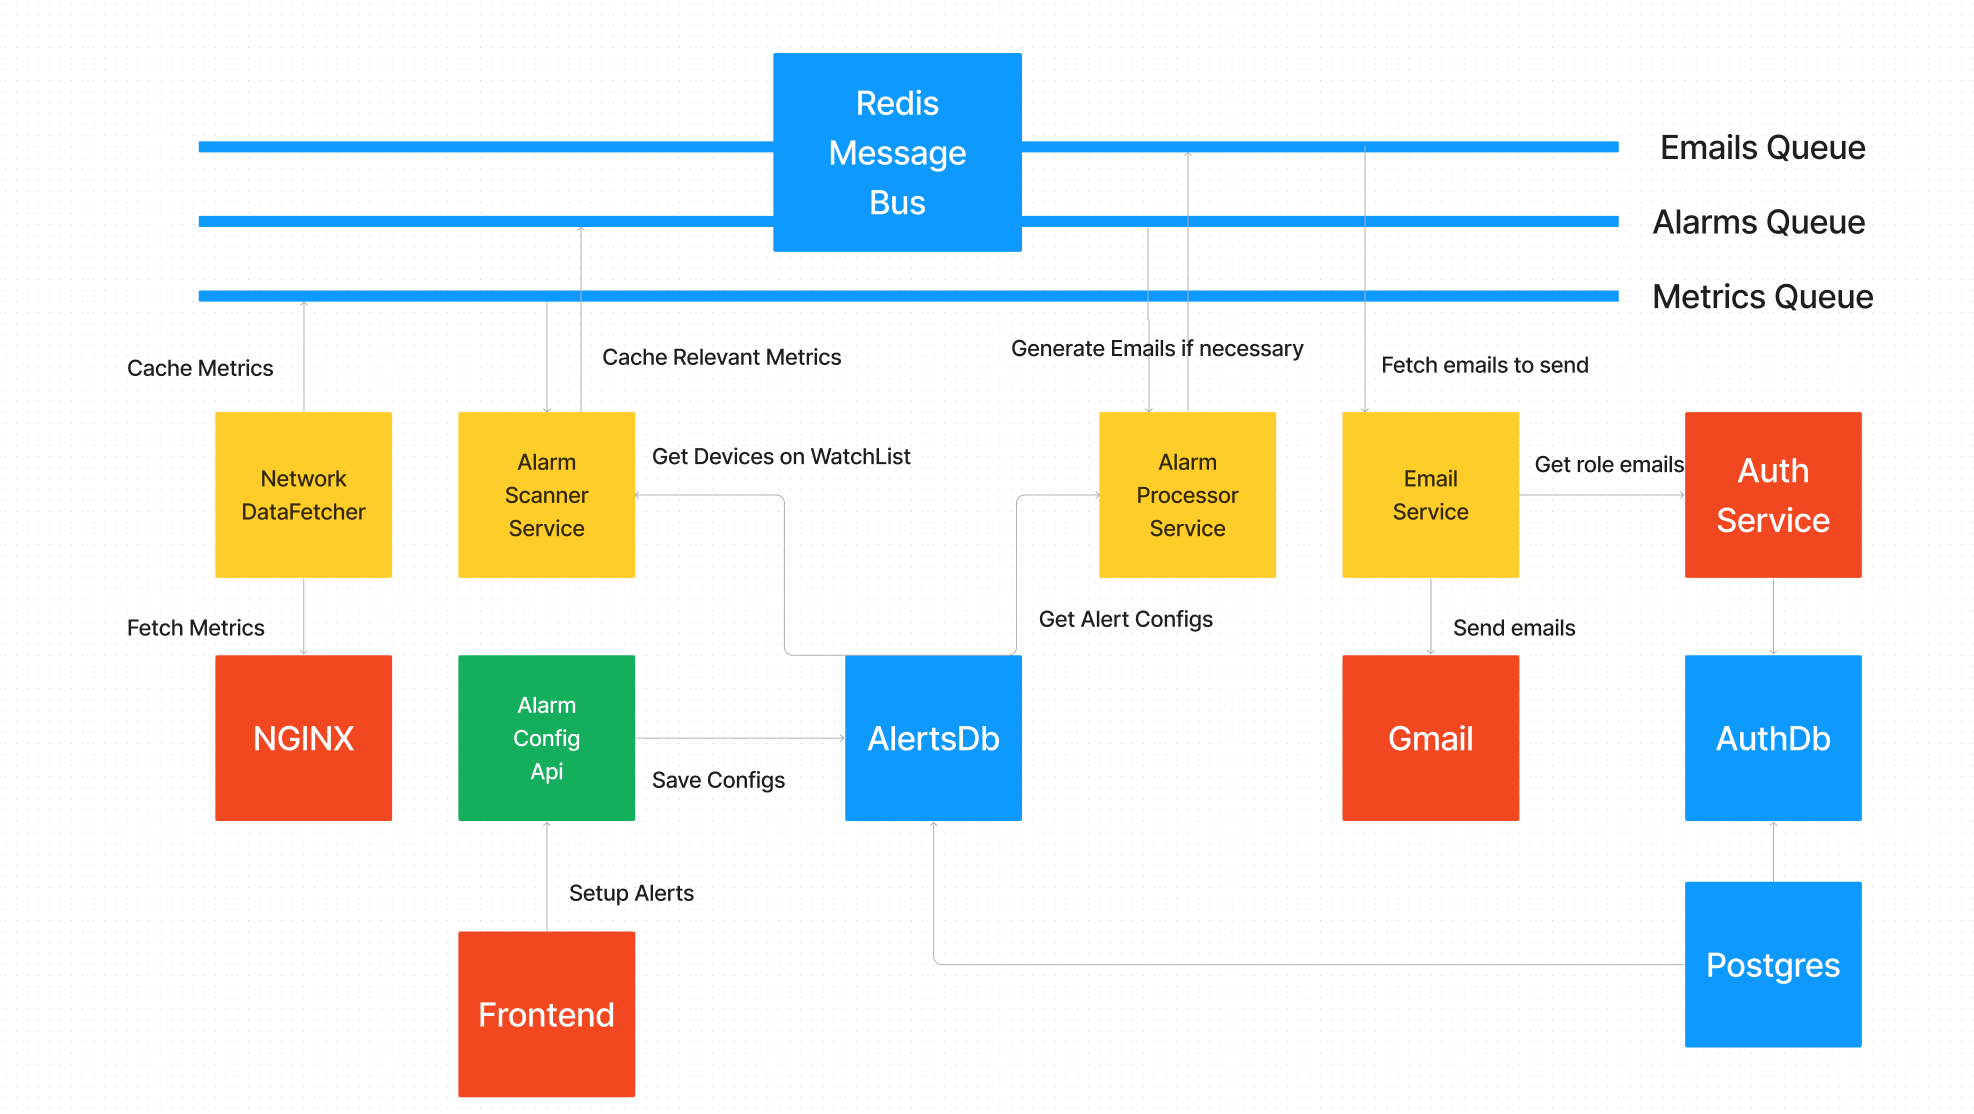 Redis
Message
Bus
Emails Queue
Alarms Queue
Metrics Queue
Cache Metrics
Cache Relevant Metrics
Generate Emails if necessary
Fetch emails to send
Network
DataFetcher
Alarm
Scanner
Service
Get Devices on WatchList
Alarm
Processor
Service
Email
Service
Get role emails
Auth
Service
Fetch Metrics
Get Alert Configs
Send emails
NGINX
Alarm
Config
Api
Save Configs
AlertsDb
Gmail
AuthDb
Setup Alerts
Frontend
Postgres